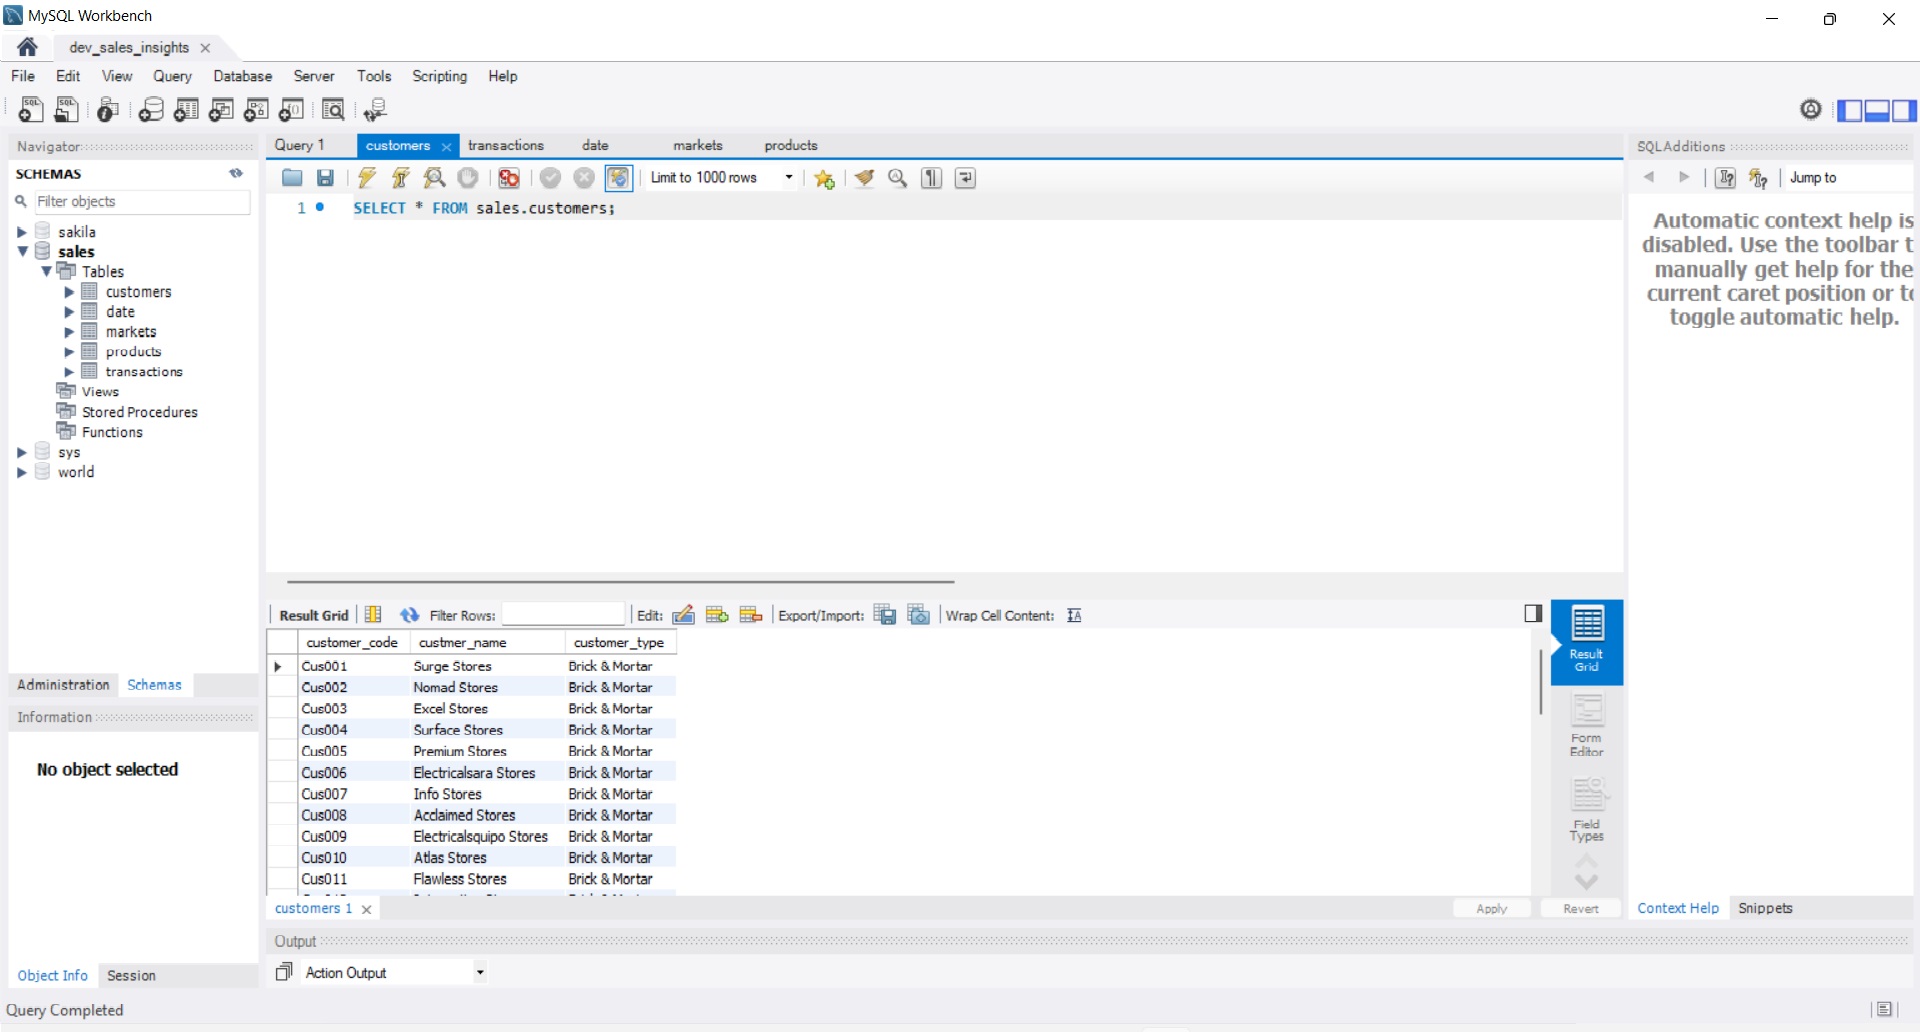 MySQL Workbench
dev_sales_insights
File Edit View Query Database Server Tools Scripting Help
Navigator
SCHEMAS
Filter objects
sakila
sales
Tables
customers
date
markets
products
transactions
Views
Stored Procedures
Functions
sys
world
Administration Schemas
Information
No object selected
Object Info Session
Query 1 customers transactions date markets products
Limit to 1000 rows
1 SELECT * FROM sales.customers;
Result Grid Filter Rows: Edit: Export/Import: Wrap Cell Content:
customer_code custmer_name customer_type
Cus001 Surge Stores Brick & Mortar
Cus002 Nomad Stores Brick & Mortar
Cus003 Excel Stores Brick & Mortar
Cus004 Surface Stores Brick & Mortar
Cus005 Premium Stores Brick & Mortar
Cus006 Electricalsara Stores Brick & Mortar
Cus007 Info Stores Brick & Mortar
Cus008 Acclaimed Stores Brick & Mortar
Cus009 Electricalsquipo Stores Brick & Mortar
Cus010 Atlas Stores Brick & Mortar
Cus011 Flawless Stores Brick & Mortar
Result
Grid
Form
Editor
Field
Types
customers 1
Apply Revert
SQLAdditions
Jump to
Automatic context help is
disabled. Use the toolbar t
manually get help for the
current caret position or to
toggle automatic help.
Context Help Snippets
Output
Action Output
Query Completed